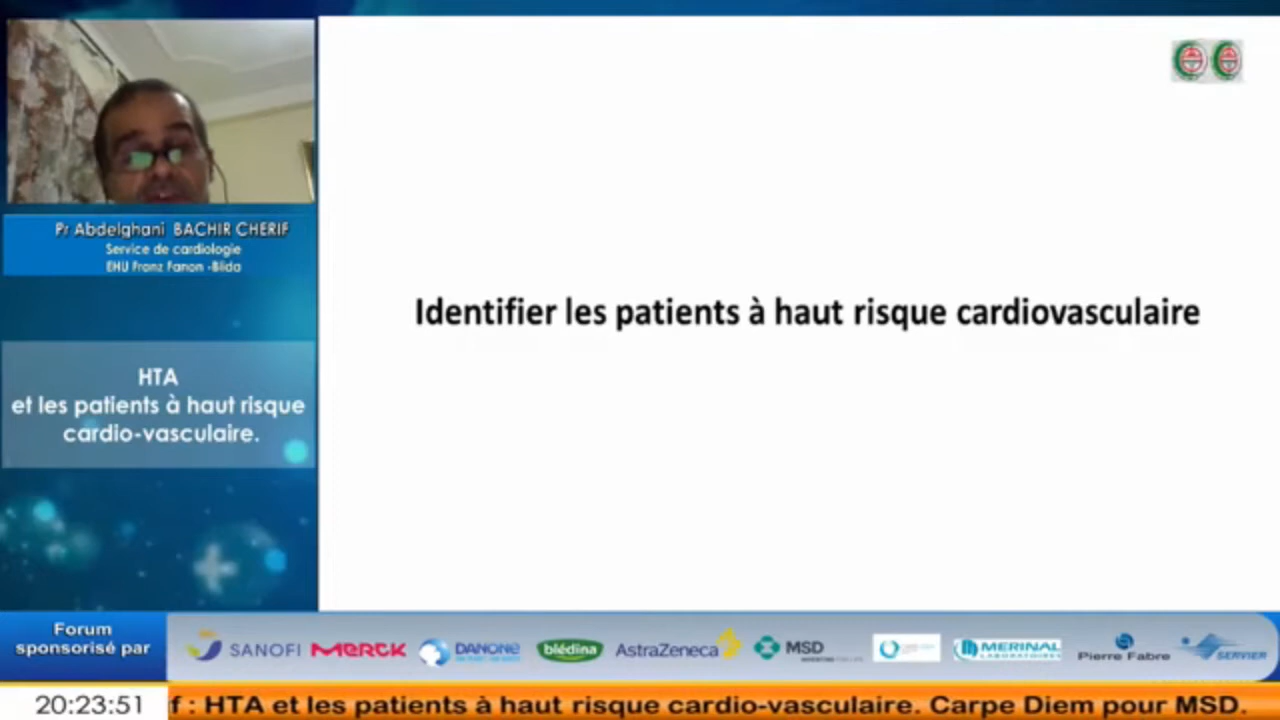 Pr Abdelghani BACHIR CHERIF
Service de cardiologie
EHU Franz Fanon -Blida
HTA
et les patients à haut risque
cardio-vasculaire.
Identifier les patients à haut risque cardiovasculaire
Forum
sponsorisé par
SANOFI
MERCK
DANONE
blédina
AstraZeneca
MSD
MERINAL
LABORATOIRES
Pierre Fabre
SERVIER
20:23:51
f : HTA et les patients à haut risque cardio-vasculaire. Carpe Diem pour MSD.